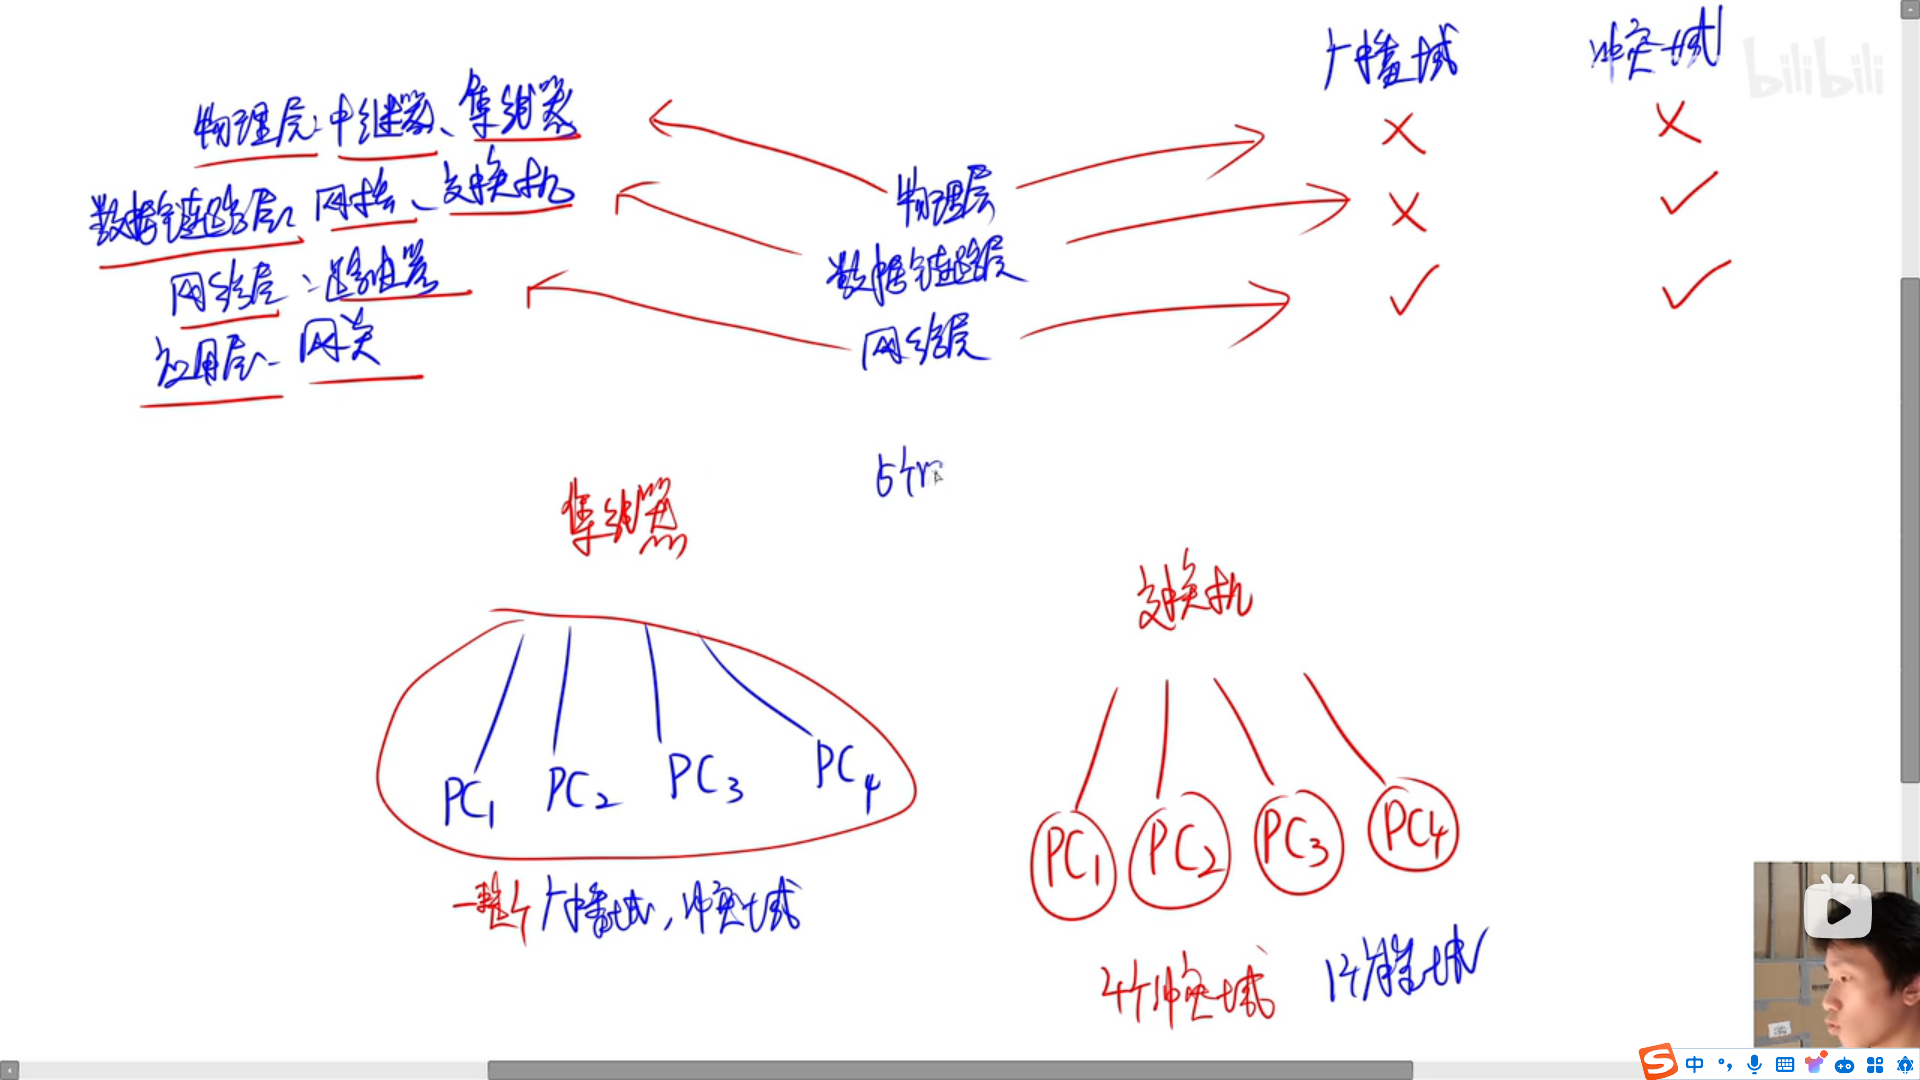 广播域 冲突域
bilibili
物理层：中继器、集线器
数据链路层：网桥、交换机
网络层：路由器
应用层：网关
物理层
数据链路层
网络层
集线器
PC1 PC2 PC3 PC4
一整个广播域，冲突域
交换机
PC1 PC2 PC3 PC4
4个冲突域 1个广播域
中